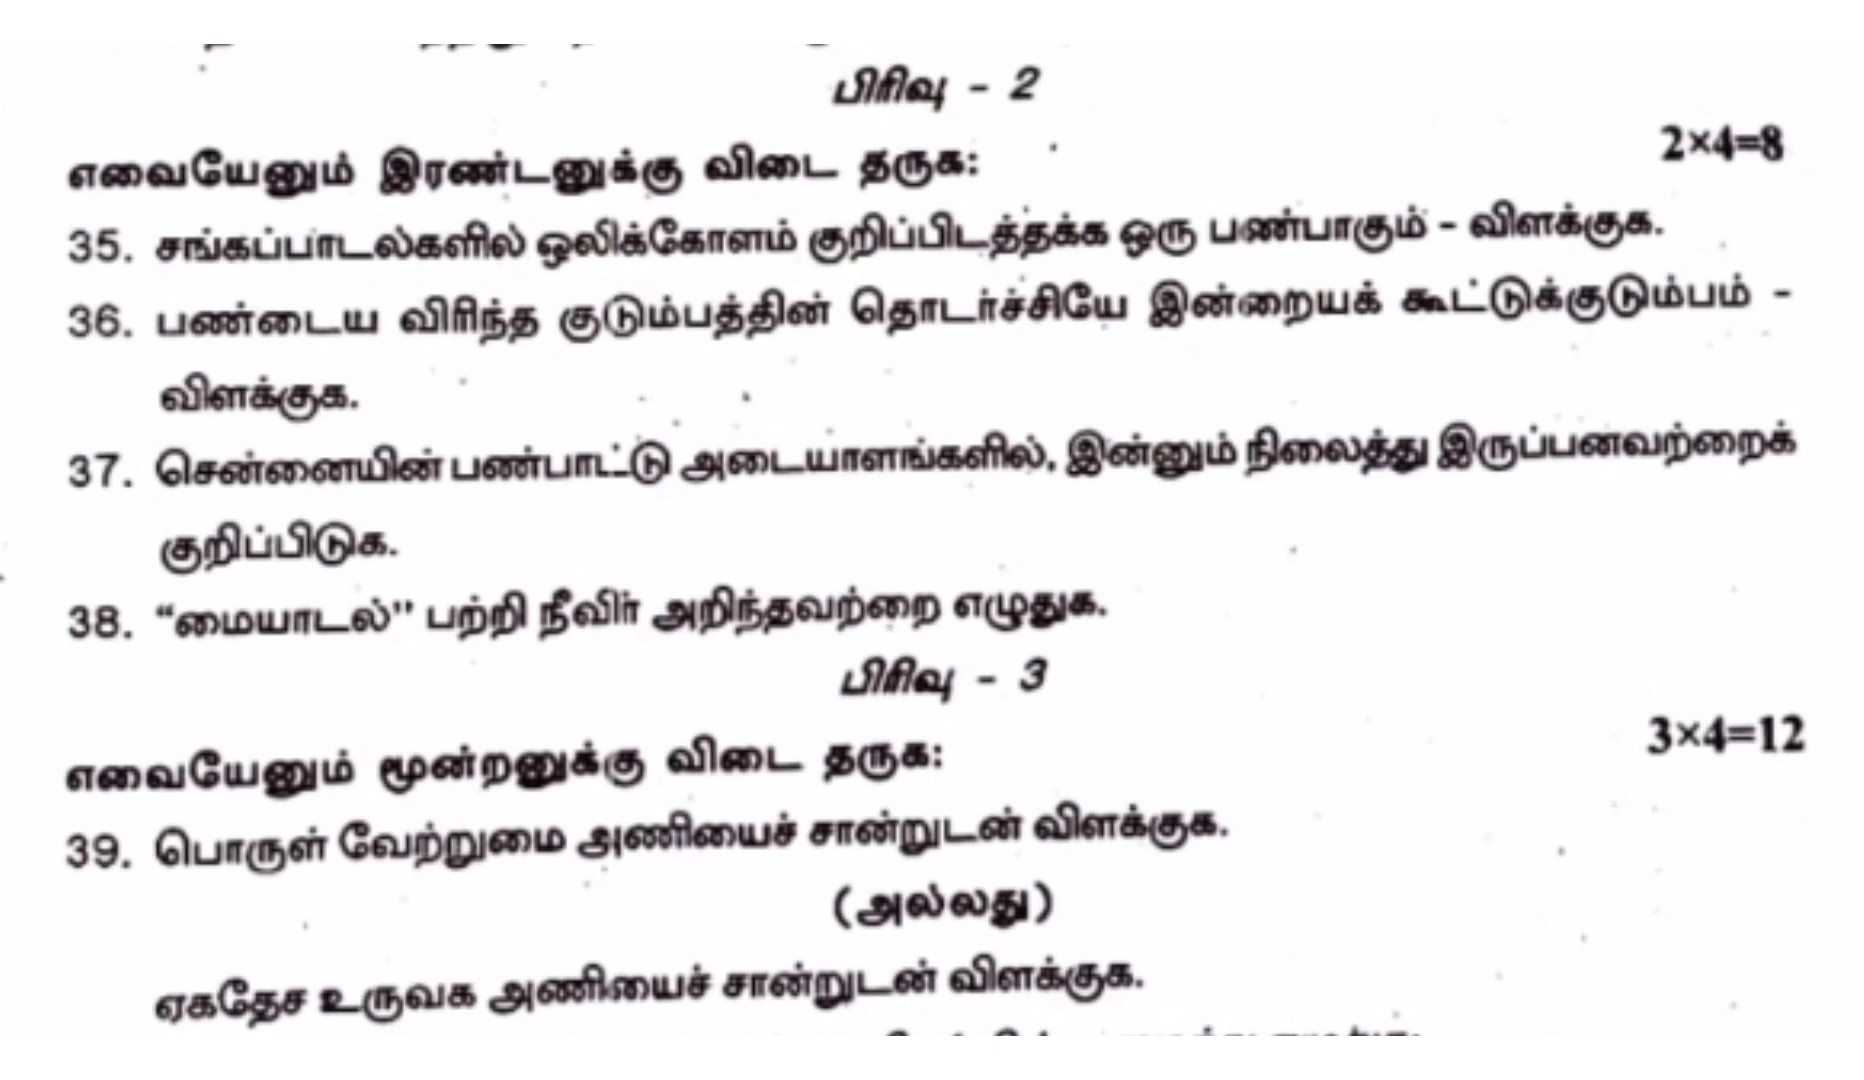 பிரிவு - 2
எவையேனும் இரண்டனுக்கு விடை தருக: 2×4=8
35. சங்கப்பாடல்களில் ஒலிக்கோளம் குறிப்பிடத்தக்க ஒரு பண்பாகும் - விளக்குக.
36. பண்டைய விரிந்த குடும்பத்தின் தொடர்ச்சியே இன்றையக் கூட்டுக்குடும்பம் -
விளக்குக.
37. சென்னையின் பண்பாட்டு அடையாளங்களில், இன்னும் நிலைத்து இருப்பனவற்றைக்
குறிப்பிடுக.
38. “மையாடல்'' பற்றி நீவிர் அறிந்தவற்றை எழுதுக.
பிரிவு - 3
எவையேனும் மூன்றனுக்கு விடை தருக: 3×4=12
39. பொருள் வேற்றுமை அணியைச் சான்றுடன் விளக்குக.
(அல்லது)
ஏகதேச உருவக அணியைச் சான்றுடன் விளக்குக.